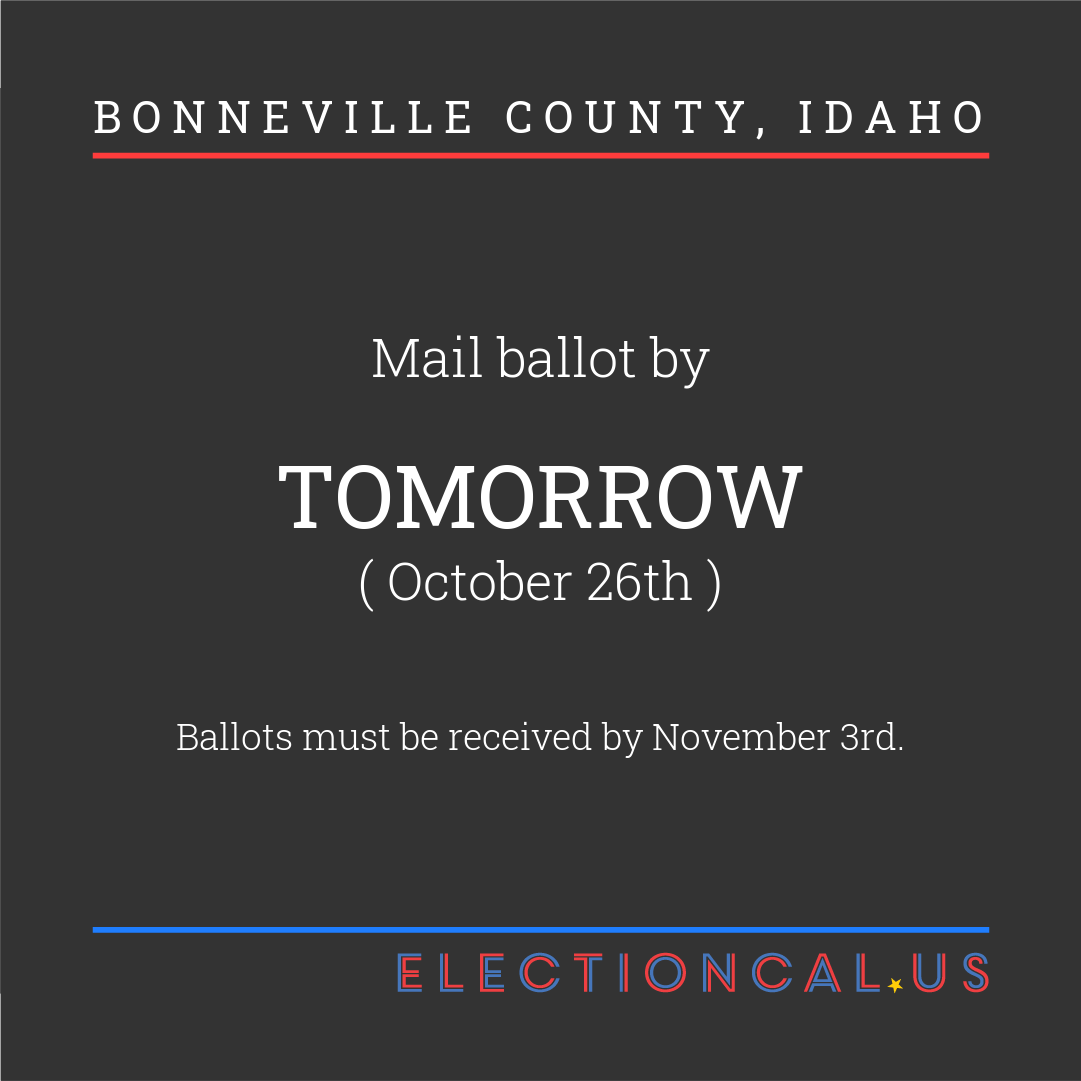 BONNEVILLE COUNTY, IDAHO
Mail ballot by
TOMORROW
( October 26th )
Ballots must be received by November 3rd.
ELECTIONCAL.US